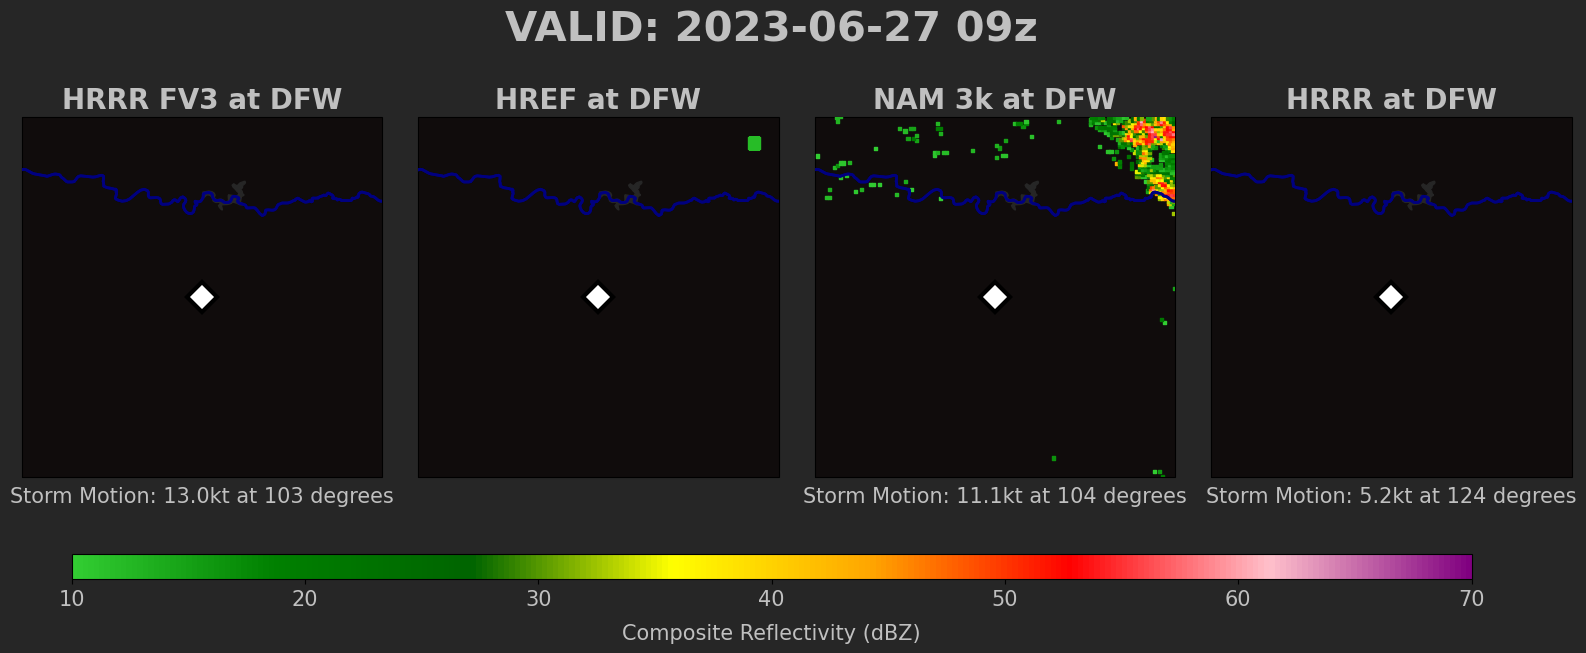 VALID: 2023-06-27 09z
HRRR FV3 at DFW
HREF at DFW
NAM 3k at DFW
HRRR at DFW
Storm Motion: 13.0kt at 103 degrees
Storm Motion: 11.1kt at 104 degrees
Storm Motion: 5.2kt at 124 degrees
10 20 30 40 50 60 70
Composite Reflectivity (dBZ)